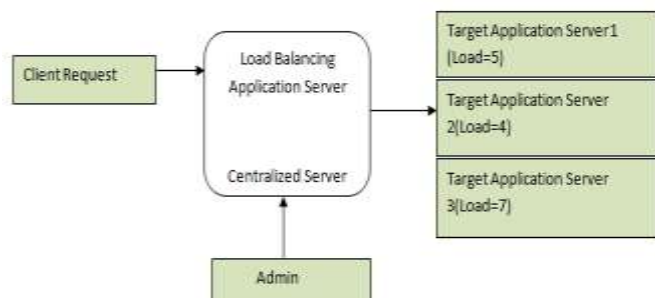 Client Request
Load Balancing
Application Server
Centralized Server
Admin
Target Application Server1
(Load=5)
Target Application Server
2(Load=4)
Target Application Server
3(Load=7)